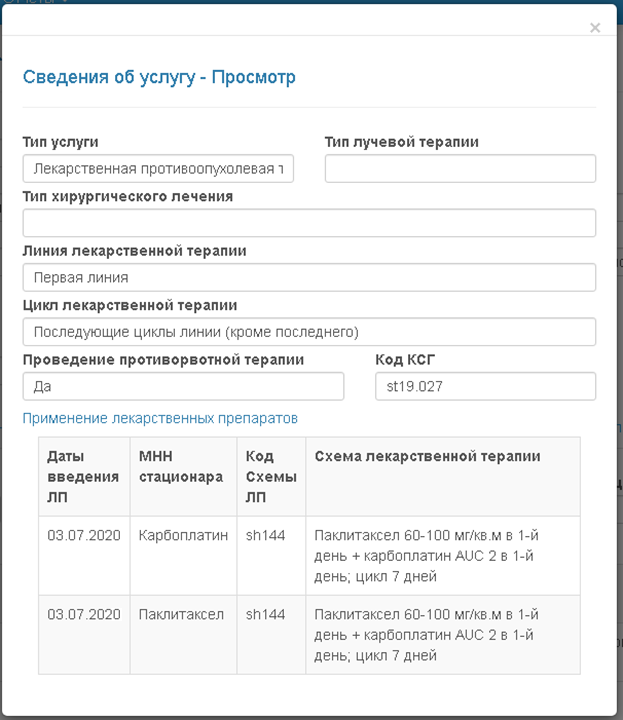 ×
Сведения об услугу - Просмотр
Тип услуги Тип лучевой терапии
Лекарственная противоопухолевая т
Тип хирургического лечения
Линия лекарственной терапии
Первая линия
Цикл лекарственной терапии
Последующие циклы линии (кроме последнего)
Проведение противорвотной терапии Код КСГ
Да st19.027
Применение лекарственных препаратов
Даты введения ЛП МНН стационара Код Схемы ЛП Схема лекарственной терапии
03.07.2020 Карбоплатин sh144 Паклитаксел 60-100 мг/кв.м в 1-й
день + карбоплатин AUC 2 в 1-й
день; цикл 7 дней
03.07.2020 Паклитаксел sh144 Паклитаксел 60-100 мг/кв.м в 1-й
день + карбоплатин AUC 2 в 1-й
день; цикл 7 дней